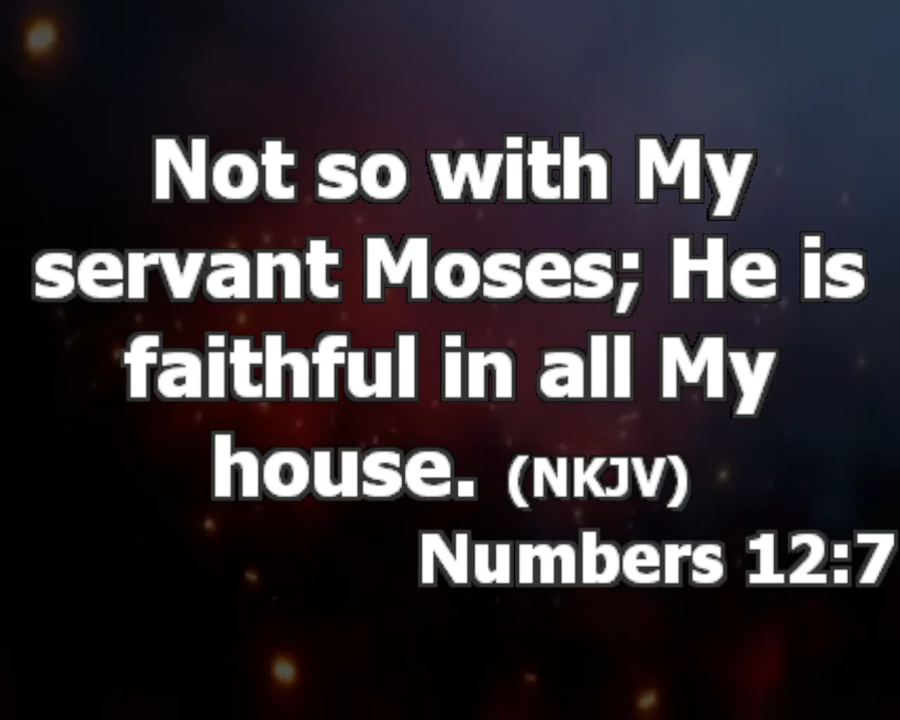 Not so with My
servant Moses; He is
faithful in all My
house. (NKJV)
Numbers 12:7